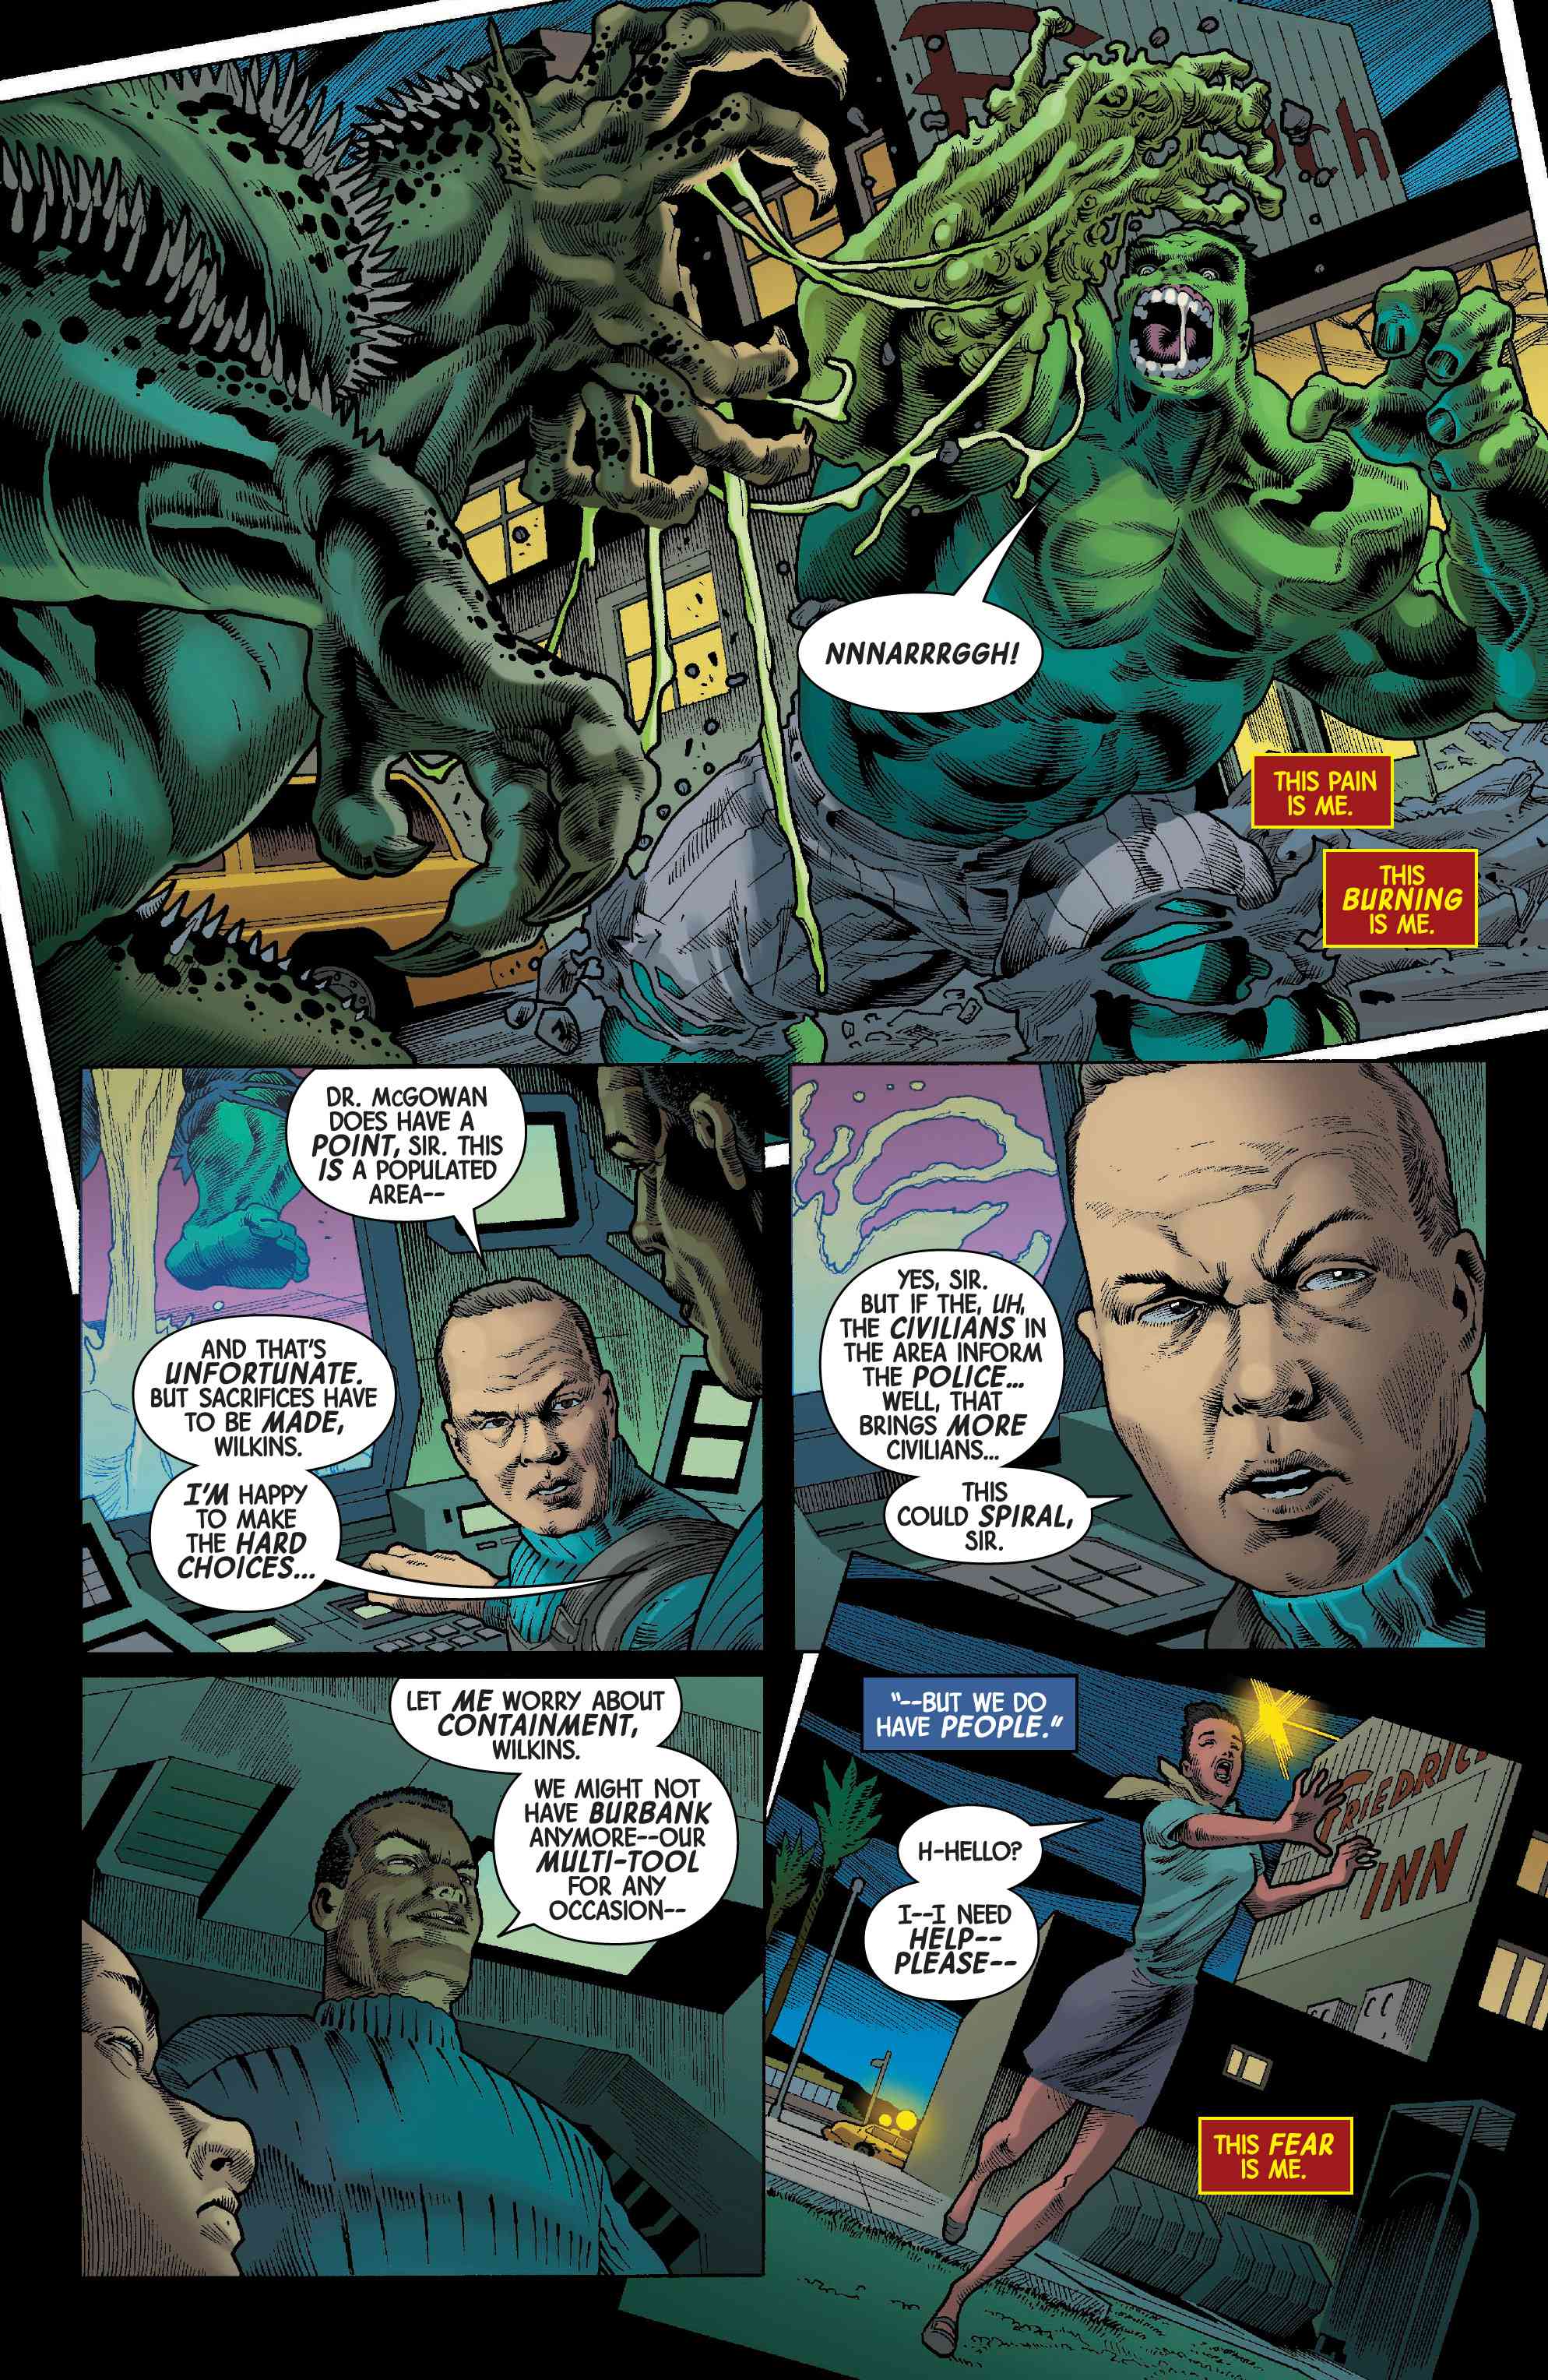 F
ch
NNNARRRGGH!
THIS PAIN
IS ME.
THIS
BURNING
IS ME.
DR. McGOWAN
DOES HAVE A
POINT, SIR. THIS
IS A POPULATED
AREA--
AND THAT'S
UNFORTUNATE.
BUT SACRIFICES HAVE
TO BE MADE,
WILKINS.
I'M HAPPY
TO MAKE
THE HARD
CHOICES...
YES, SIR.
BUT IF THE, UH,
THE CIVILIANS IN
THE AREA INFORM
THE POLICE...
WELL, THAT
BRINGS MORE
CIVILIANS...
THIS
COULD SPIRAL,
SIR.
LET ME WORRY ABOUT
CONTAINMENT,
WILKINS.
WE MIGHT NOT
HAVE BURBANK
ANYMORE--OUR
MULTI-TOOL
FOR ANY
OCCASION--
"--BUT WE DO
HAVE PEOPLE."
H-HELLO?
I--I NEED
HELP--
PLEASE--
FRIEDRICH
INN
THIS FEAR
IS ME.